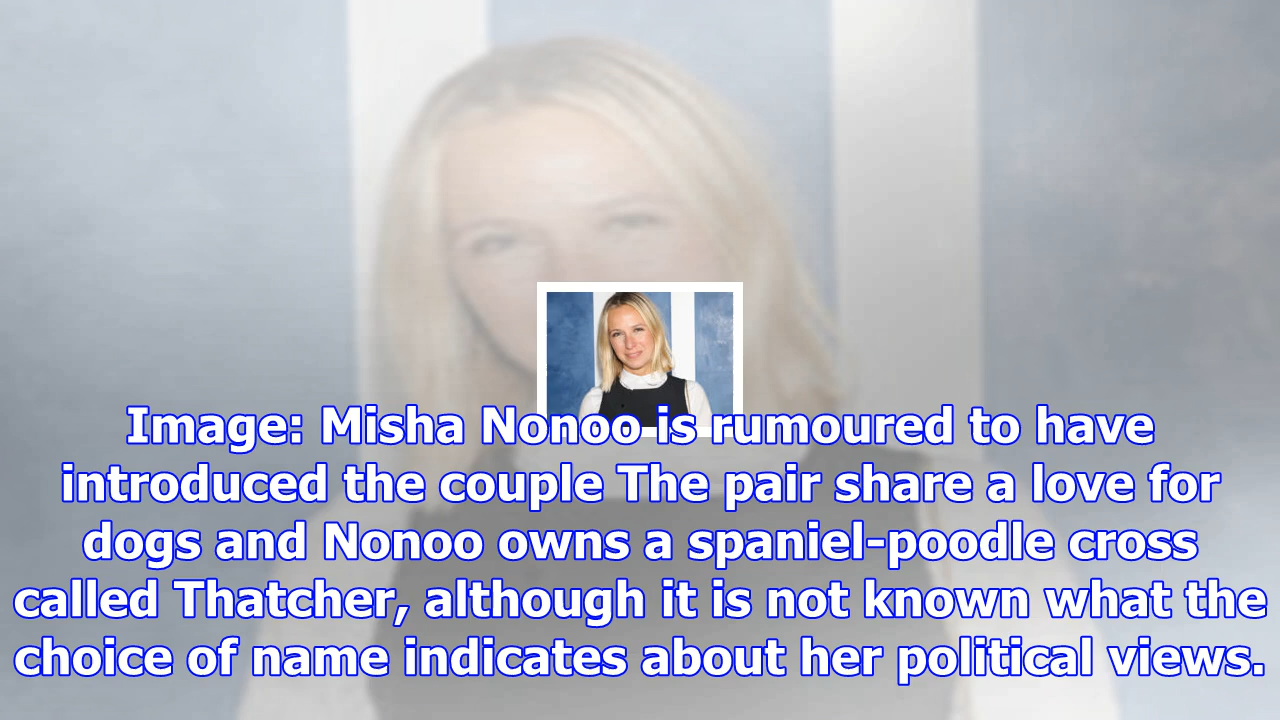 Image: Misha Nonoo is rumoured to have
introduced the couple The pair share a love for
dogs and Nonoo owns a spaniel-poodle cross
called Thatcher, although it is not known what the
choice of name indicates about her political views.